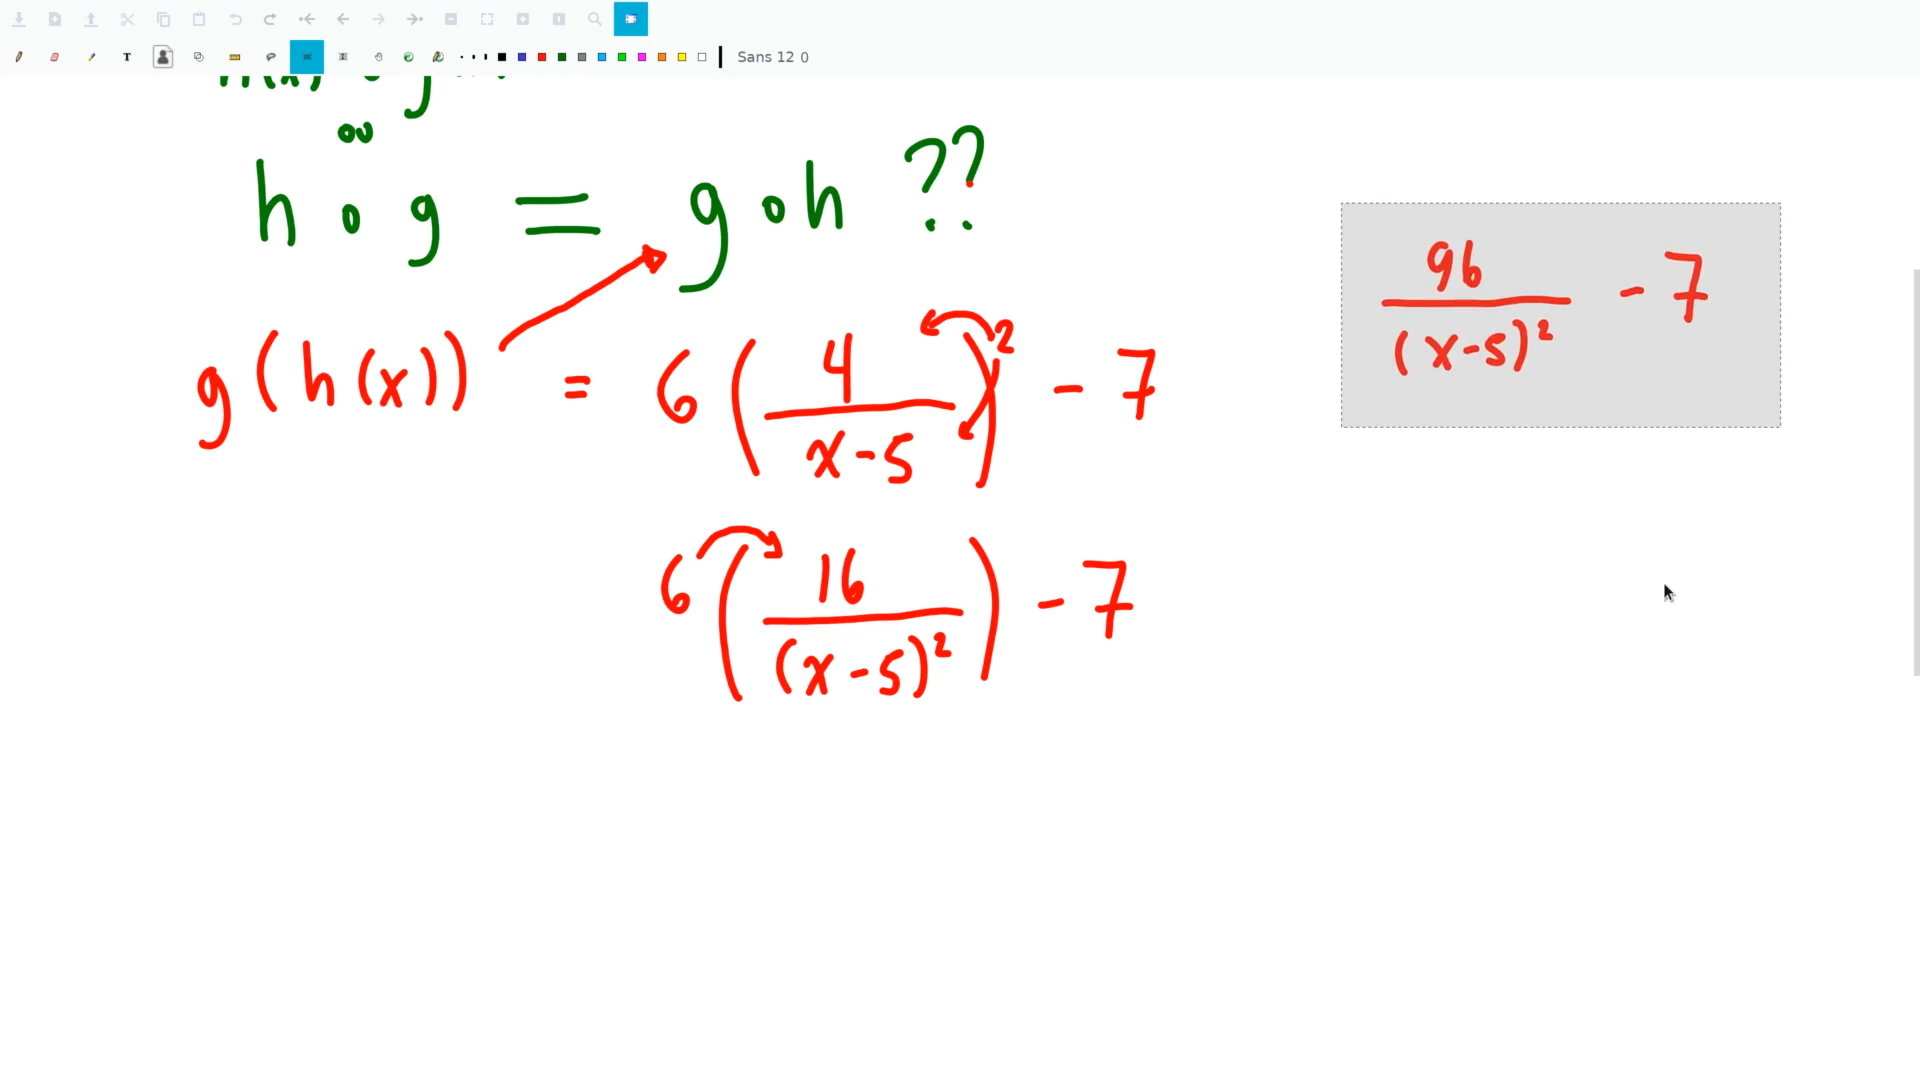 T
Sans 12 0
h o g = g o h ??
g(h(x)) = 6(4/(x-5))² - 7
6(16/(x-5)²) - 7
96/(x-5)² - 7